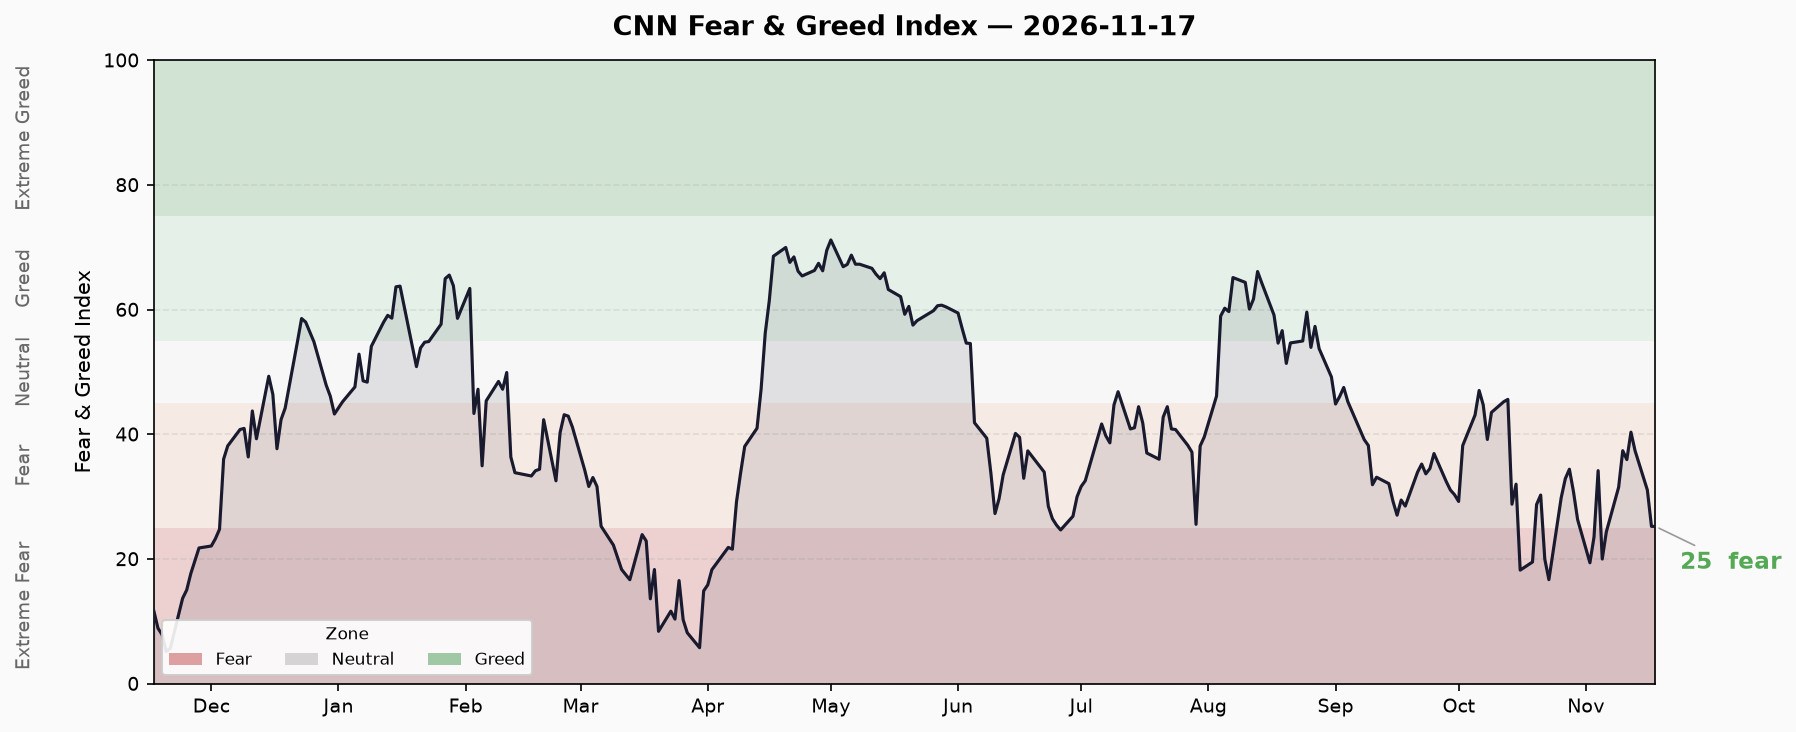 CNN Fear & Greed Index — 2026-11-17
Extreme Greed
Greed
Neutral
Fear
Extreme Fear
Fear & Greed Index
100
80
60
40
20
0
25 fear
Zone
Fear Neutral Greed
Dec Jan Feb Mar Apr May Jun Jul Aug Sep Oct Nov